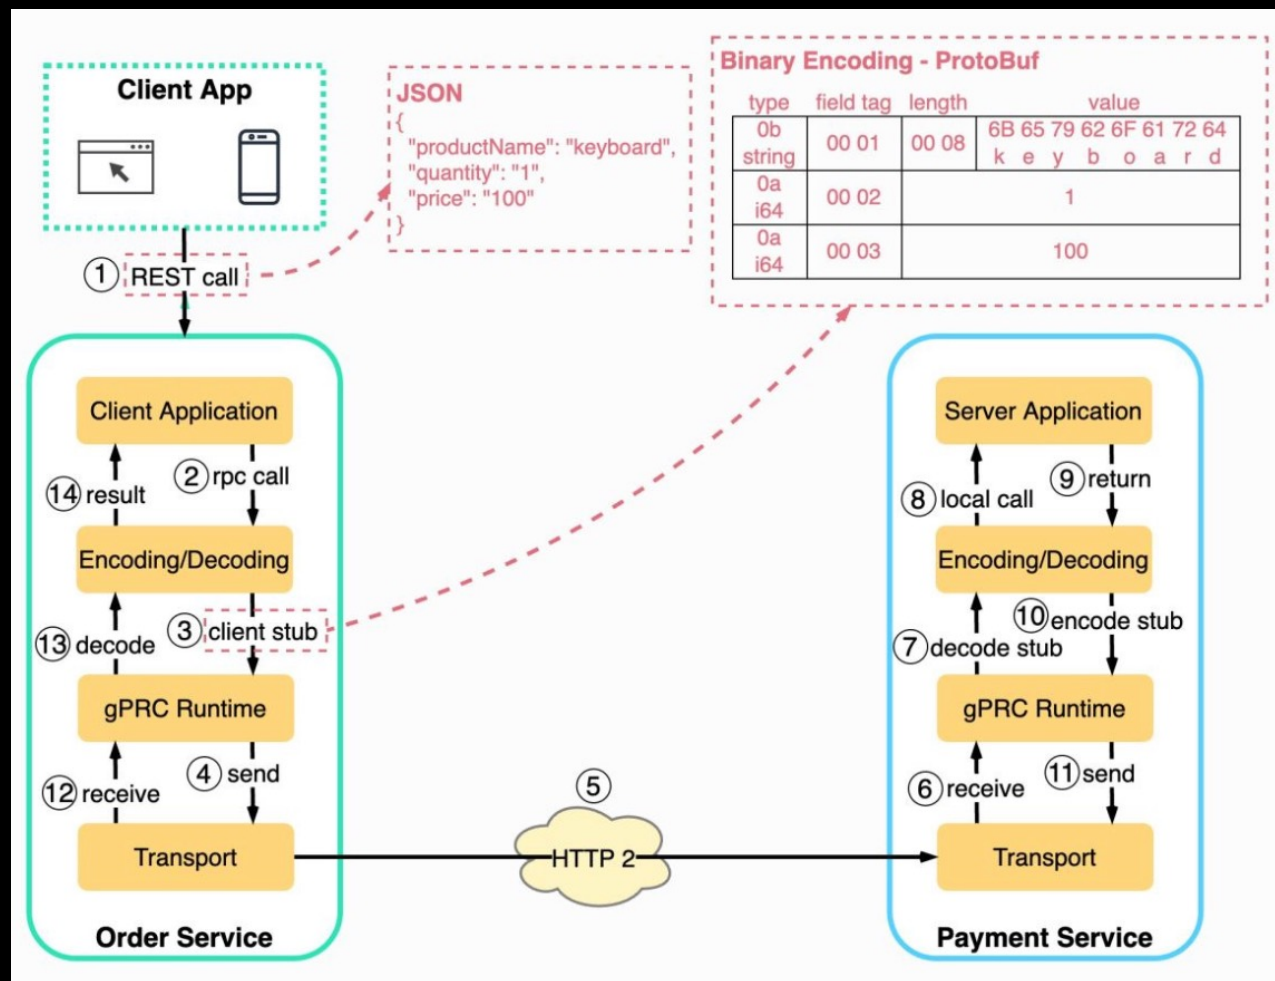 Client App
JSON
{
"productName": "keyboard",
"quantity": "1",
"price": "100"
}
Binary Encoding - ProtoBuf
type field tag length value
0b string 00 01 00 08 6B 65 79 62 6F 61 72 64
k e y b o a r d
0a i64 00 02 1
0a i64 00 03 100
1 REST call
Client Application
2 rpc call
14 result
Encoding/Decoding
3 client stub
13 decode
gPRC Runtime
4 send
12 receive
Transport
Order Service
5
HTTP 2
Server Application
9 return
8 local call
Encoding/Decoding
10 encode stub
7 decode stub
gPRC Runtime
11 send
6 receive
Transport
Payment Service